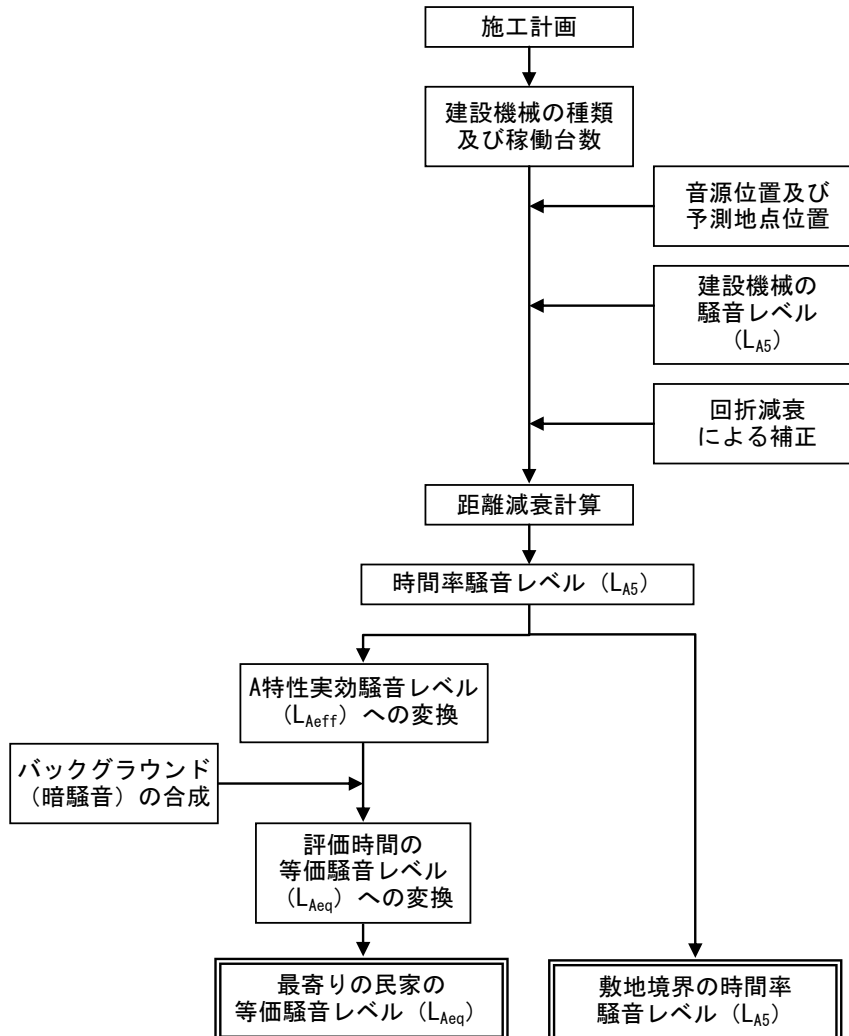 施工計画
建設機械の種類
及び稼働台数
音源位置及び
予測地点位置
建設機械の
騒音レベル
（LA5）
回折減衰
による補正
距離減衰計算
時間率騒音レベル（LA5）
A特性実効騒音レベル
（LAeff）への変換
バックグラウンド
（暗騒音）の合成
評価時間の
等価騒音レベル
（LAeq）への変換
最寄りの民家の
等価騒音レベル（LAeq）
敷地境界の時間率
騒音レベル（LA5）